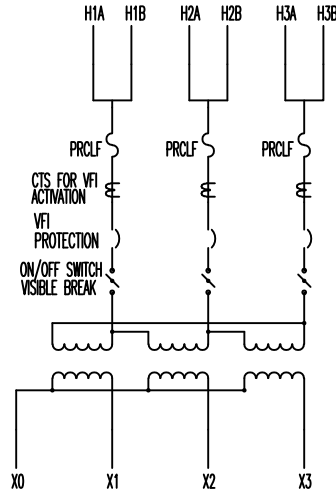 H1A H1B H2A H2B H3A H3B
PRCLF PRCLF PRCLF
CTS FOR VFI
ACTIVATION
VFI
PROTECTION
ON/OFF SWITCH
VISIBLE BREAK
X0 X1 X2 X3